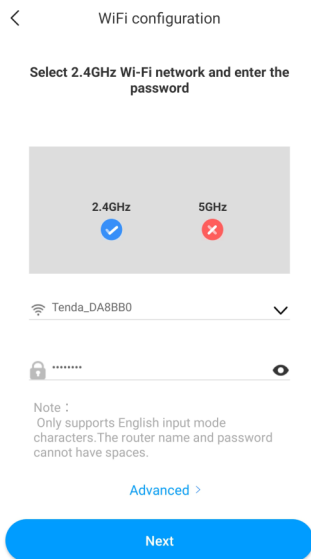 WiFi configuration
Select 2.4GHz Wi-Fi network and enter the
password
2.4GHz
5GHz
Tenda_DA8BB0
••••••••
Note：
Only supports English input mode
characters.The router name and password
cannot have spaces.
Advanced >
Next